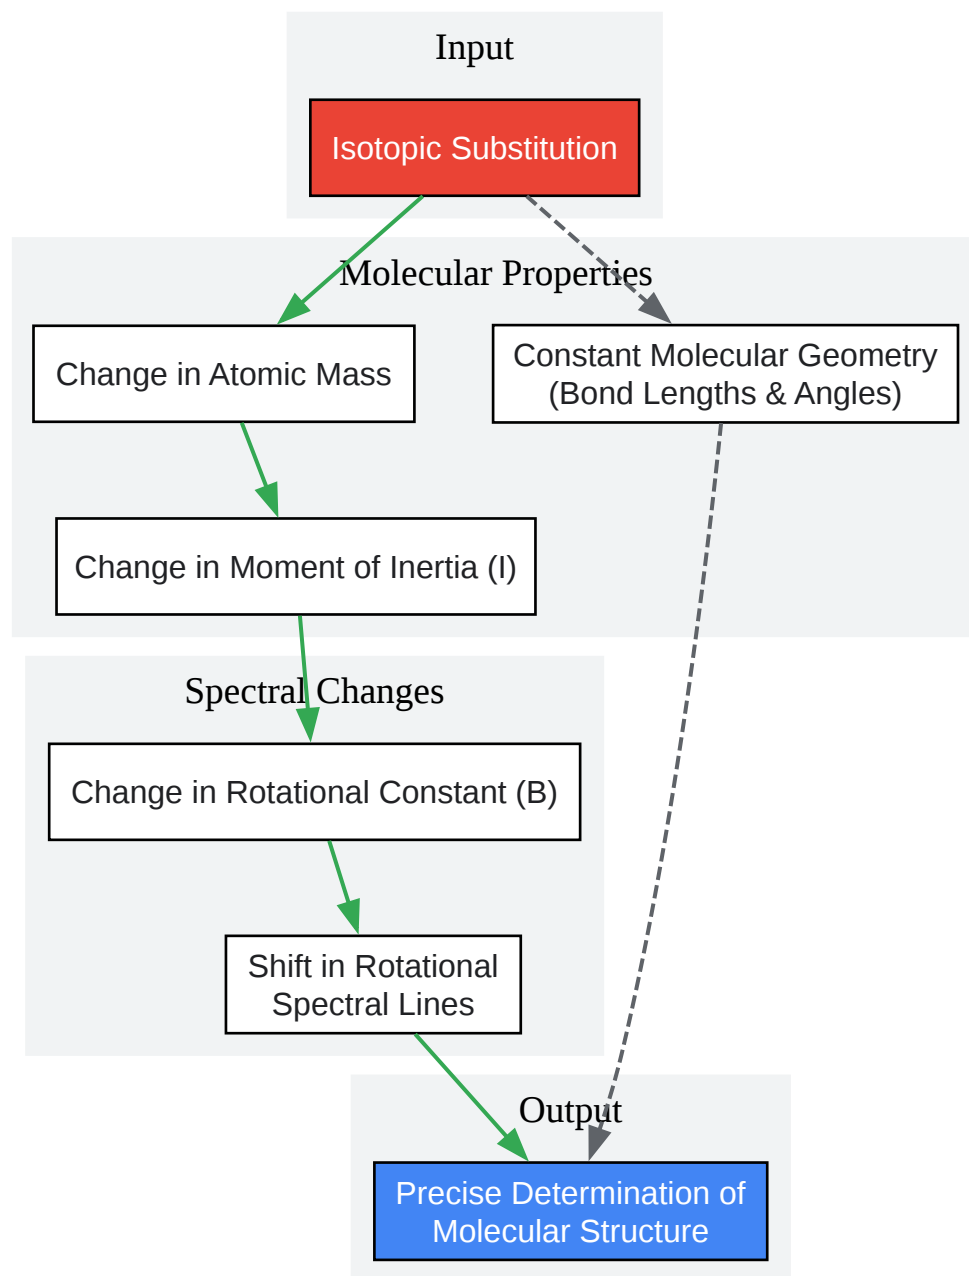 Input
Isotopic Substitution
Molecular Properties
Change in Atomic Mass
Constant Molecular Geometry
(Bond Lengths & Angles)
Change in Moment of Inertia (I)
Spectral Changes
Change in Rotational Constant (B)
Shift in Rotational
Spectral Lines
Output
Precise Determination of
Molecular Structure